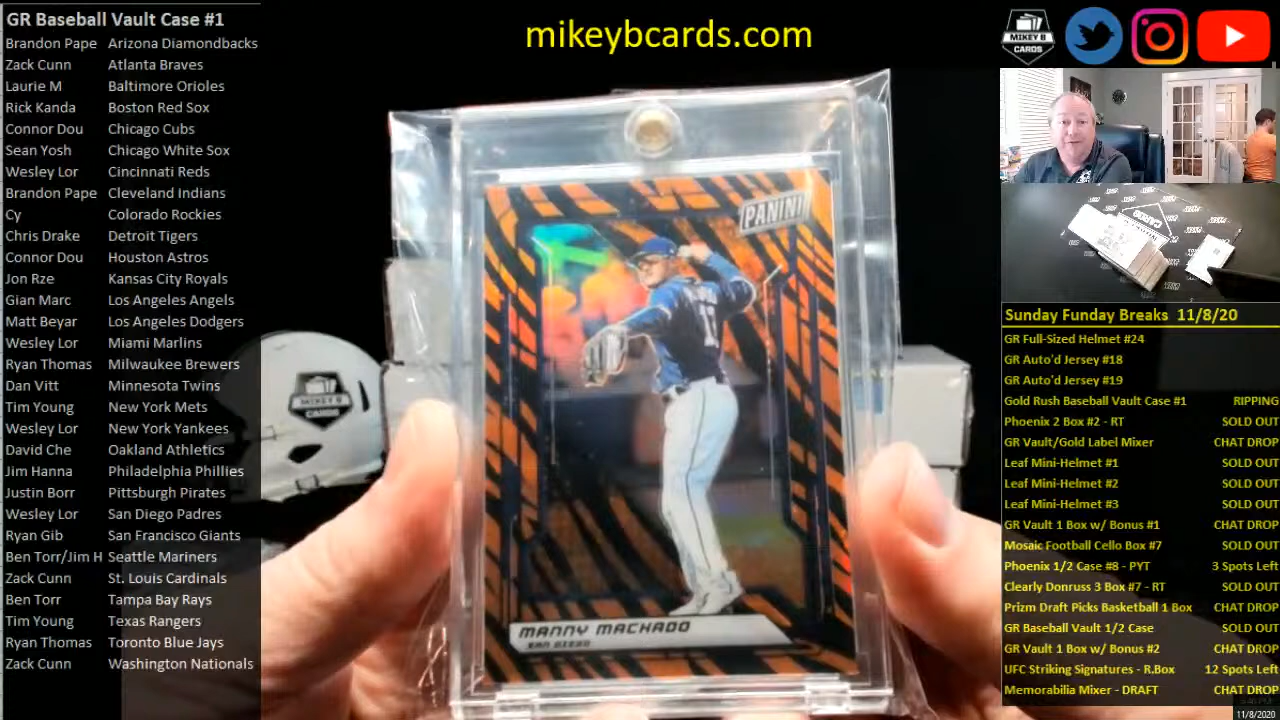 GR Baseball Vault Case #1
Brandon Pape Arizona Diamondbacks
Zack Cunn Atlanta Braves
Laurie M Baltimore Orioles
Rick Kanda Boston Red Sox
Connor Dou Chicago Cubs
Sean Yosh Chicago White Sox
Wesley Lor Cincinnati Reds
Brandon Pape Cleveland Indians
Cy Colorado Rockies
Chris Drake Detroit Tigers
Connor Dou Houston Astros
Jon Rze Kansas City Royals
Gian Marc Los Angeles Angels
Matt Beyar Los Angeles Dodgers
Wesley Lor Miami Marlins
Ryan Thomas Milwaukee Brewers
Dan Vitt Minnesota Twins
Tim Young New York Mets
Wesley Lor New York Yankees
David Che Oakland Athletics
Jim Hanna Philadelphia Phillies
Justin Borr Pittsburgh Pirates
Wesley Lor San Diego Padres
Ryan Gib San Francisco Giants
Ben Torr/Jim H Seattle Mariners
Zack Cunn St. Louis Cardinals
Ben Torr Tampa Bay Rays
Tim Young Texas Rangers
Ryan Thomas Toronto Blue Jays
Zack Cunn Washington Nationals
mikeybcards.com
PANINI
MANNY MACHADO
SAN DIEGO
MIKEY B
CARDS
MIKEY B
CARDS
Sunday Funday Breaks 11/8/20
GR Full-Sized Helmet #24
GR Auto'd Jersey #18
GR Auto'd Jersey #19
Gold Rush Baseball Vault Case #1 RIPPING
Phoenix 2 Box #2 - RT SOLD OUT
GR Vault/Gold Label Mixer CHAT DROP
Leaf Mini-Helmet #1 SOLD OUT
Leaf Mini-Helmet #2 SOLD OUT
Leaf Mini-Helmet #3 SOLD OUT
GR Vault 1 Box w/ Bonus #1 CHAT DROP
Mosaic Football Cello Box #7 SOLD OUT
Phoenix 1/2 Case #8 - PYT 3 Spots Left
Clearly Donruss 3 Box #7 - RT SOLD OUT
Prizm Draft Picks Basketball 1 Box CHAT DROP
GR Baseball Vault 1/2 Case SOLD OUT
GR Vault 1 Box w/ Bonus #2 CHAT DROP
UFC Striking Signatures - R.Box 12 Spots Left
Memorabilia Mixer - DRAFT CHAT DROP
11/8/2020